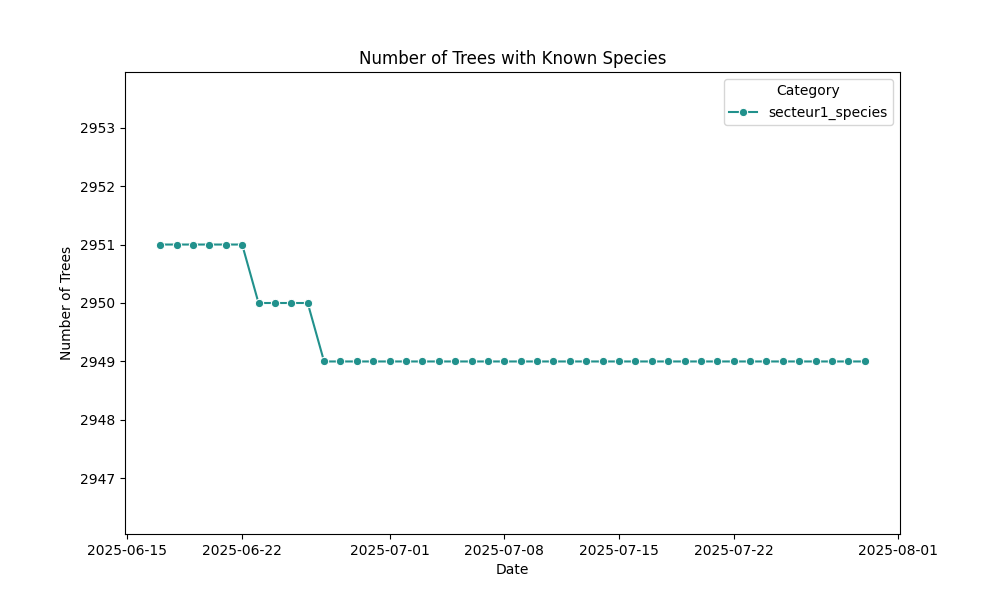 Number of Trees with Known Species
Category
secteur1_species
2953
2952
2951
2950
2949
2948
2947
Number of Trees
2025-06-15
2025-06-22
2025-07-01
2025-07-08
2025-07-15
2025-07-22
2025-08-01
Date